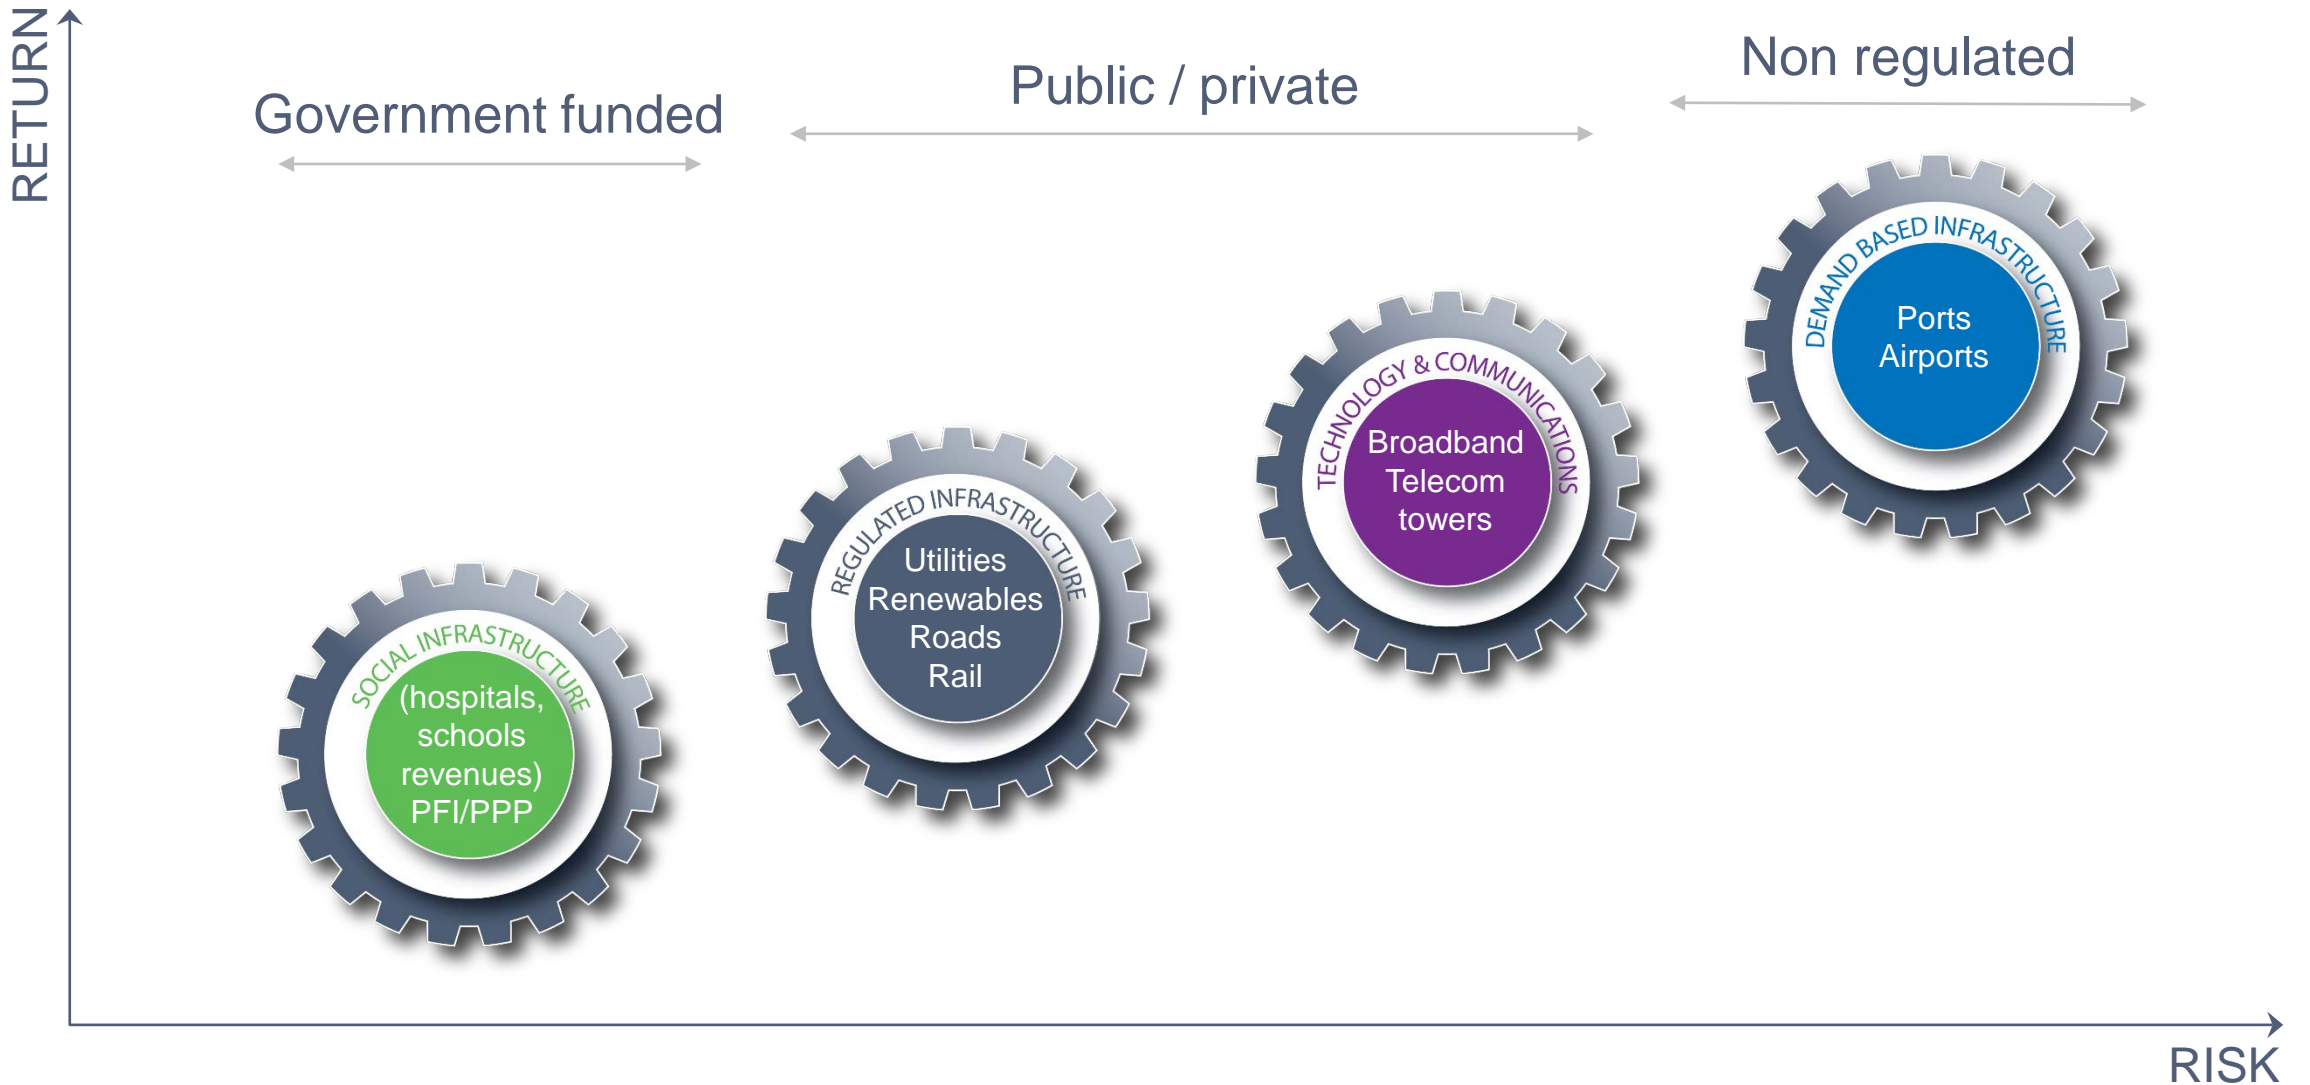 RETURN
Government funded
Public / private
Non regulated
SOCIAL INFRASTRUCTURE
(hospitals,
schools
revenues)
PFI/PPP
REGULATED INFRASTRUCTURE
Utilities
Renewables
Roads
Rail
TECHNOLOGY & COMMUNICATIONS
Broadband
Telecom
towers
DEMAND BASED INFRASTRUCTURE
Ports
Airports
RISK